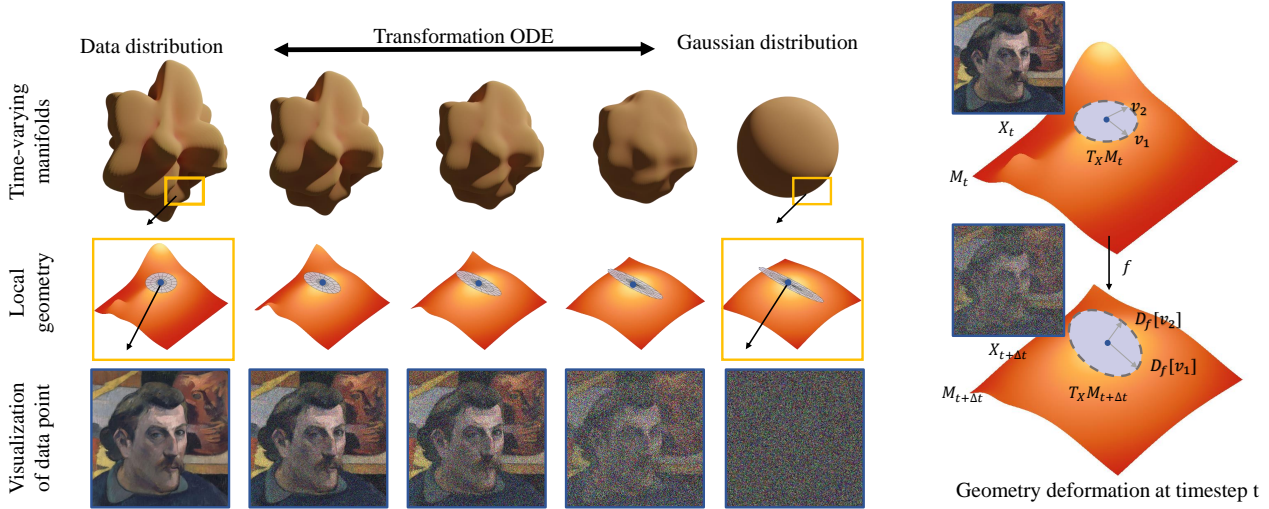 Data distribution
Transformation ODE
Gaussian distribution
Time-varying
manifolds
Local
geometry
Visualization
of data point
X_t
v_2
v_1
T_X M_t
M_t
f
X_{t+Δt}
D_f[v_2]
D_f[v_1]
M_{t+Δt}
T_X M_{t+Δt}
Geometry deformation at timestep t